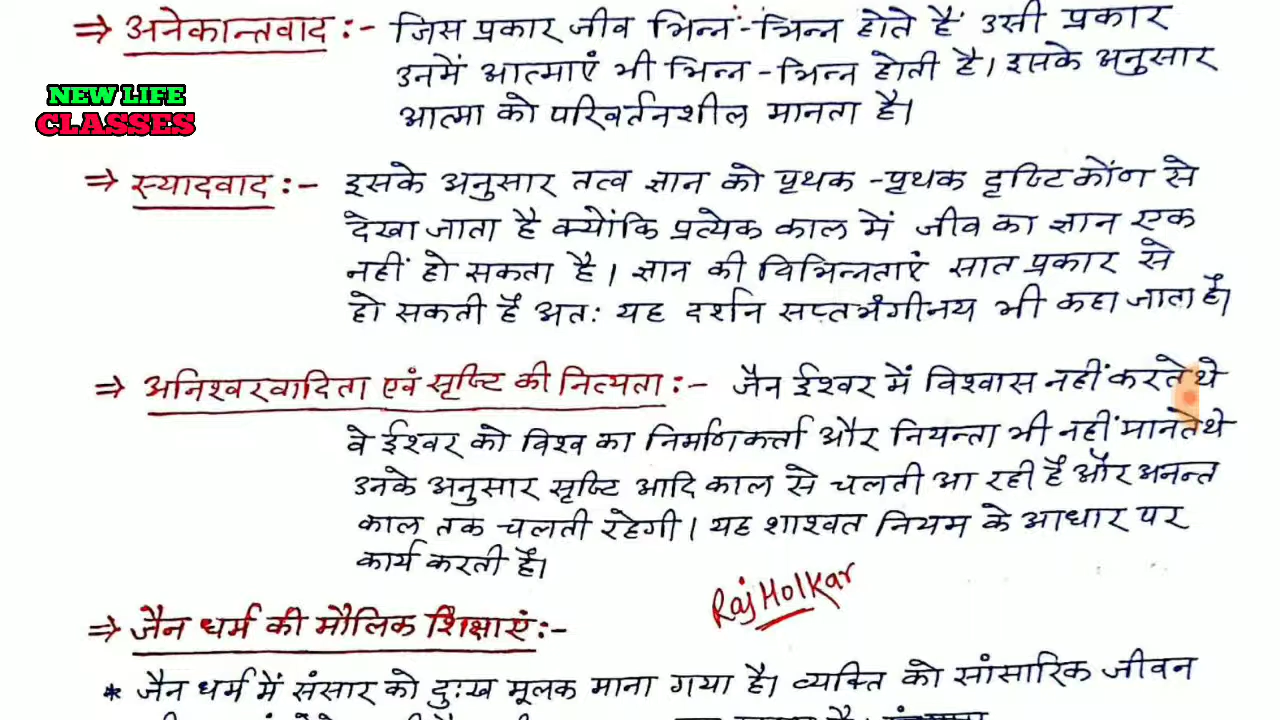 ⇒ अनेकान्तवाद :- जिस प्रकार जीव भिन्न-भिन्न होते हैं उसी प्रकार
उनमें आत्माएं भी भिन्न-भिन्न होती है। इसके अनुसार
आत्मा को परिवर्तनशील मानता है।
NEW LIFE
CLASSES
⇒ स्यादवाद :- इसके अनुसार तत्व ज्ञान को पृथक-पृथक दृष्टिकोंण से
देखा जाता है क्योंकि प्रत्येक काल में जीव का ज्ञान एक
नहीं हो सकता है। ज्ञान की विभिन्नताएं सात प्रकार से
हो सकती हैं अतः यह दर्शन सप्तभंगीनय भी कहा जाता है।
⇒ अनिश्वरवादिता एवं सृष्टि की नित्यता :- जैन ईश्वर में विश्वास नहीं करते थे
वे ईश्वर को विश्व का निर्माणकर्त्ता और नियन्ता भी नहीं मानते थे
उनके अनुसार सृष्टि आदि काल से चलती आ रही है और अनन्त
काल तक चलती रहेगी। यह शाश्वत नियम के आधार पर
कार्य करती है।
Raj Holkar
⇒ जैन धर्म की मौलिक शिक्षाएं :-
* जैन धर्म में संसार को दुःख मूलक माना गया है। व्यक्ति को सांसारिक जीवन